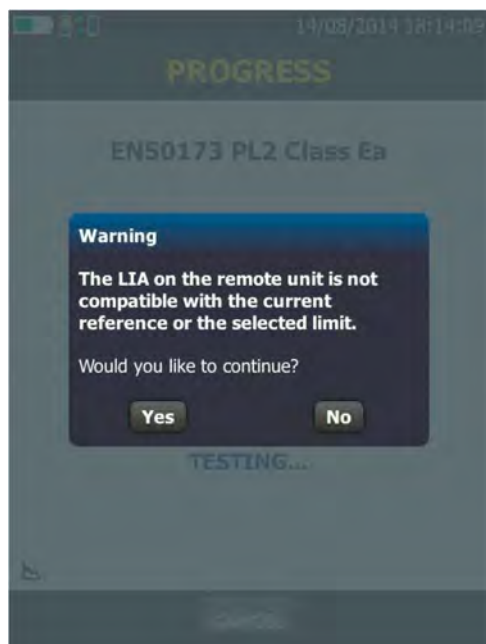 14/08/2014 18:14:09
PROGRESS
EN50173 PL2 Class Ea
Warning
The LIA on the remote unit is not
compatible with the current
reference or the selected limit.
Would you like to continue?
Yes
No
TESTING...
CANCEL